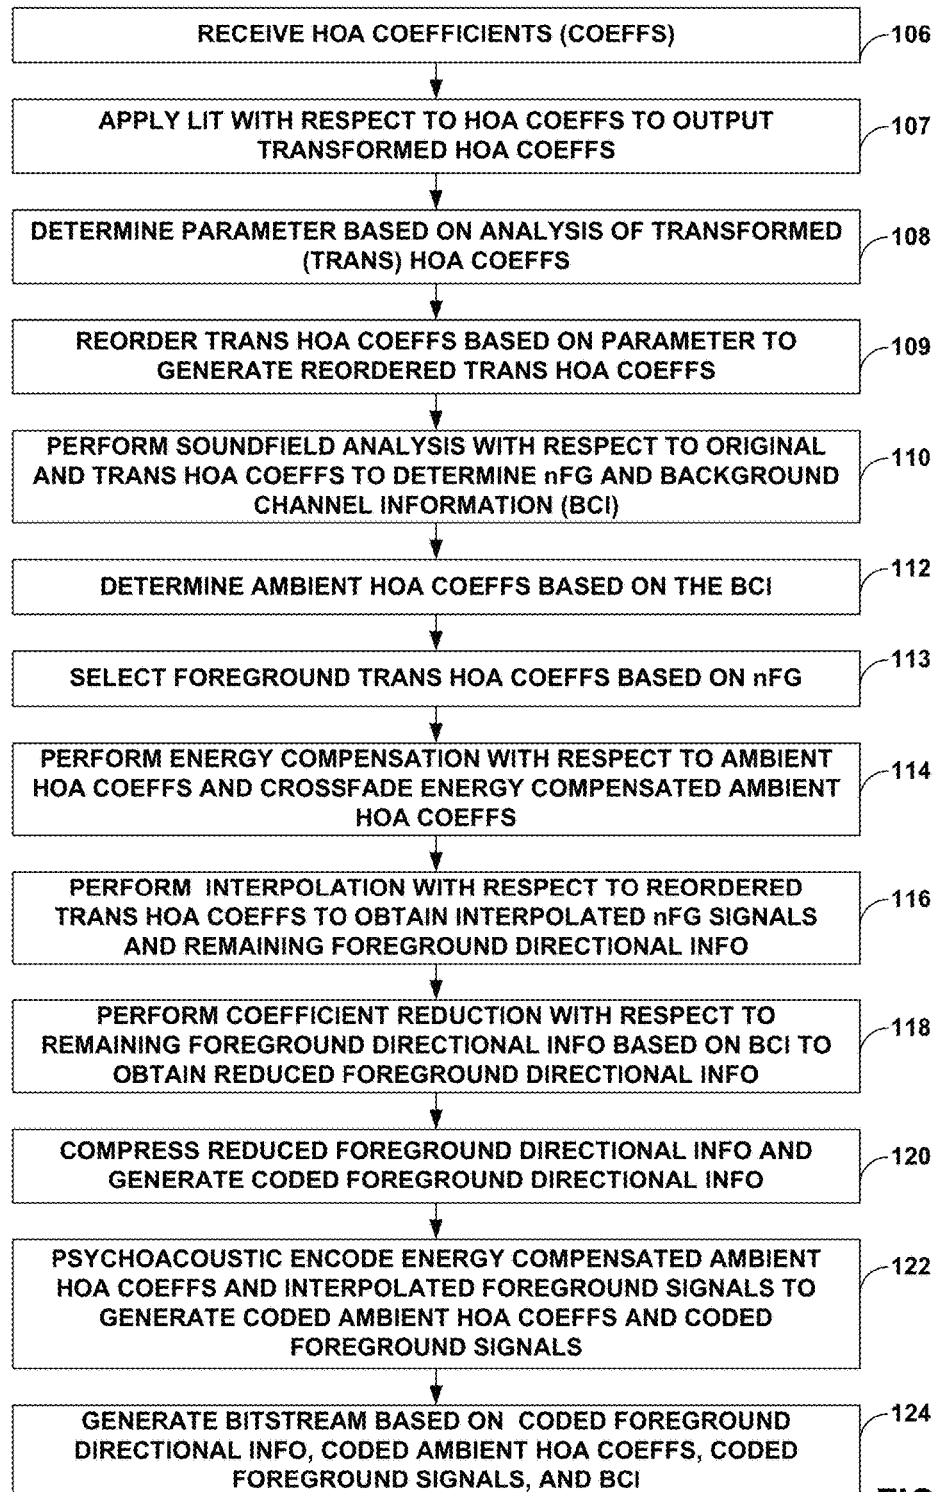 RECEIVE HOA COEFFICIENTS (COEFFS)
106
APPLY LIT WITH RESPECT TO HOA COEFFS TO OUTPUT
TRANSFORMED HOA COEFFS
107
DETERMINE PARAMETER BASED ON ANALYSIS OF TRANSFORMED
(TRANS) HOA COEFFS
108
REORDER TRANS HOA COEFFS BASED ON PARAMETER TO
GENERATE REORDERED TRANS HOA COEFFS
109
PERFORM SOUNDFIELD ANALYSIS WITH RESPECT TO ORIGINAL
AND TRANS HOA COEFFS TO DETERMINE nFG AND BACKGROUND
CHANNEL INFORMATION (BCI)
110
DETERMINE AMBIENT HOA COEFFS BASED ON THE BCI
112
SELECT FOREGROUND TRANS HOA COEFFS BASED ON nFG
113
PERFORM ENERGY COMPENSATION WITH RESPECT TO AMBIENT
HOA COEFFS AND CROSSFADE ENERGY COMPENSATED AMBIENT
HOA COEFFS
114
PERFORM INTERPOLATION WITH RESPECT TO REORDERED
TRANS HOA COEFFS TO OBTAIN INTERPOLATED nFG SIGNALS
AND REMAINING FOREGROUND DIRECTIONAL INFO
116
PERFORM COEFFICIENT REDUCTION WITH RESPECT TO
REMAINING FOREGROUND DIRECTIONAL INFO BASED ON BCI TO
OBTAIN REDUCED FOREGROUND DIRECTIONAL INFO
118
COMPRESS REDUCED FOREGROUND DIRECTIONAL INFO AND
GENERATE CODED FOREGROUND DIRECTIONAL INFO
120
PSYCHOACOUSTIC ENCODE ENERGY COMPENSATED AMBIENT
HOA COEFFS AND INTERPOLATED FOREGROUND SIGNALS TO
GENERATE CODED AMBIENT HOA COEFFS AND CODED
FOREGROUND SIGNALS
122
GENERATE BITSTREAM BASED ON CODED FOREGROUND
DIRECTIONAL INFO, CODED AMBIENT HOA COEFFS, CODED
FOREGROUND SIGNALS, AND BCI
124